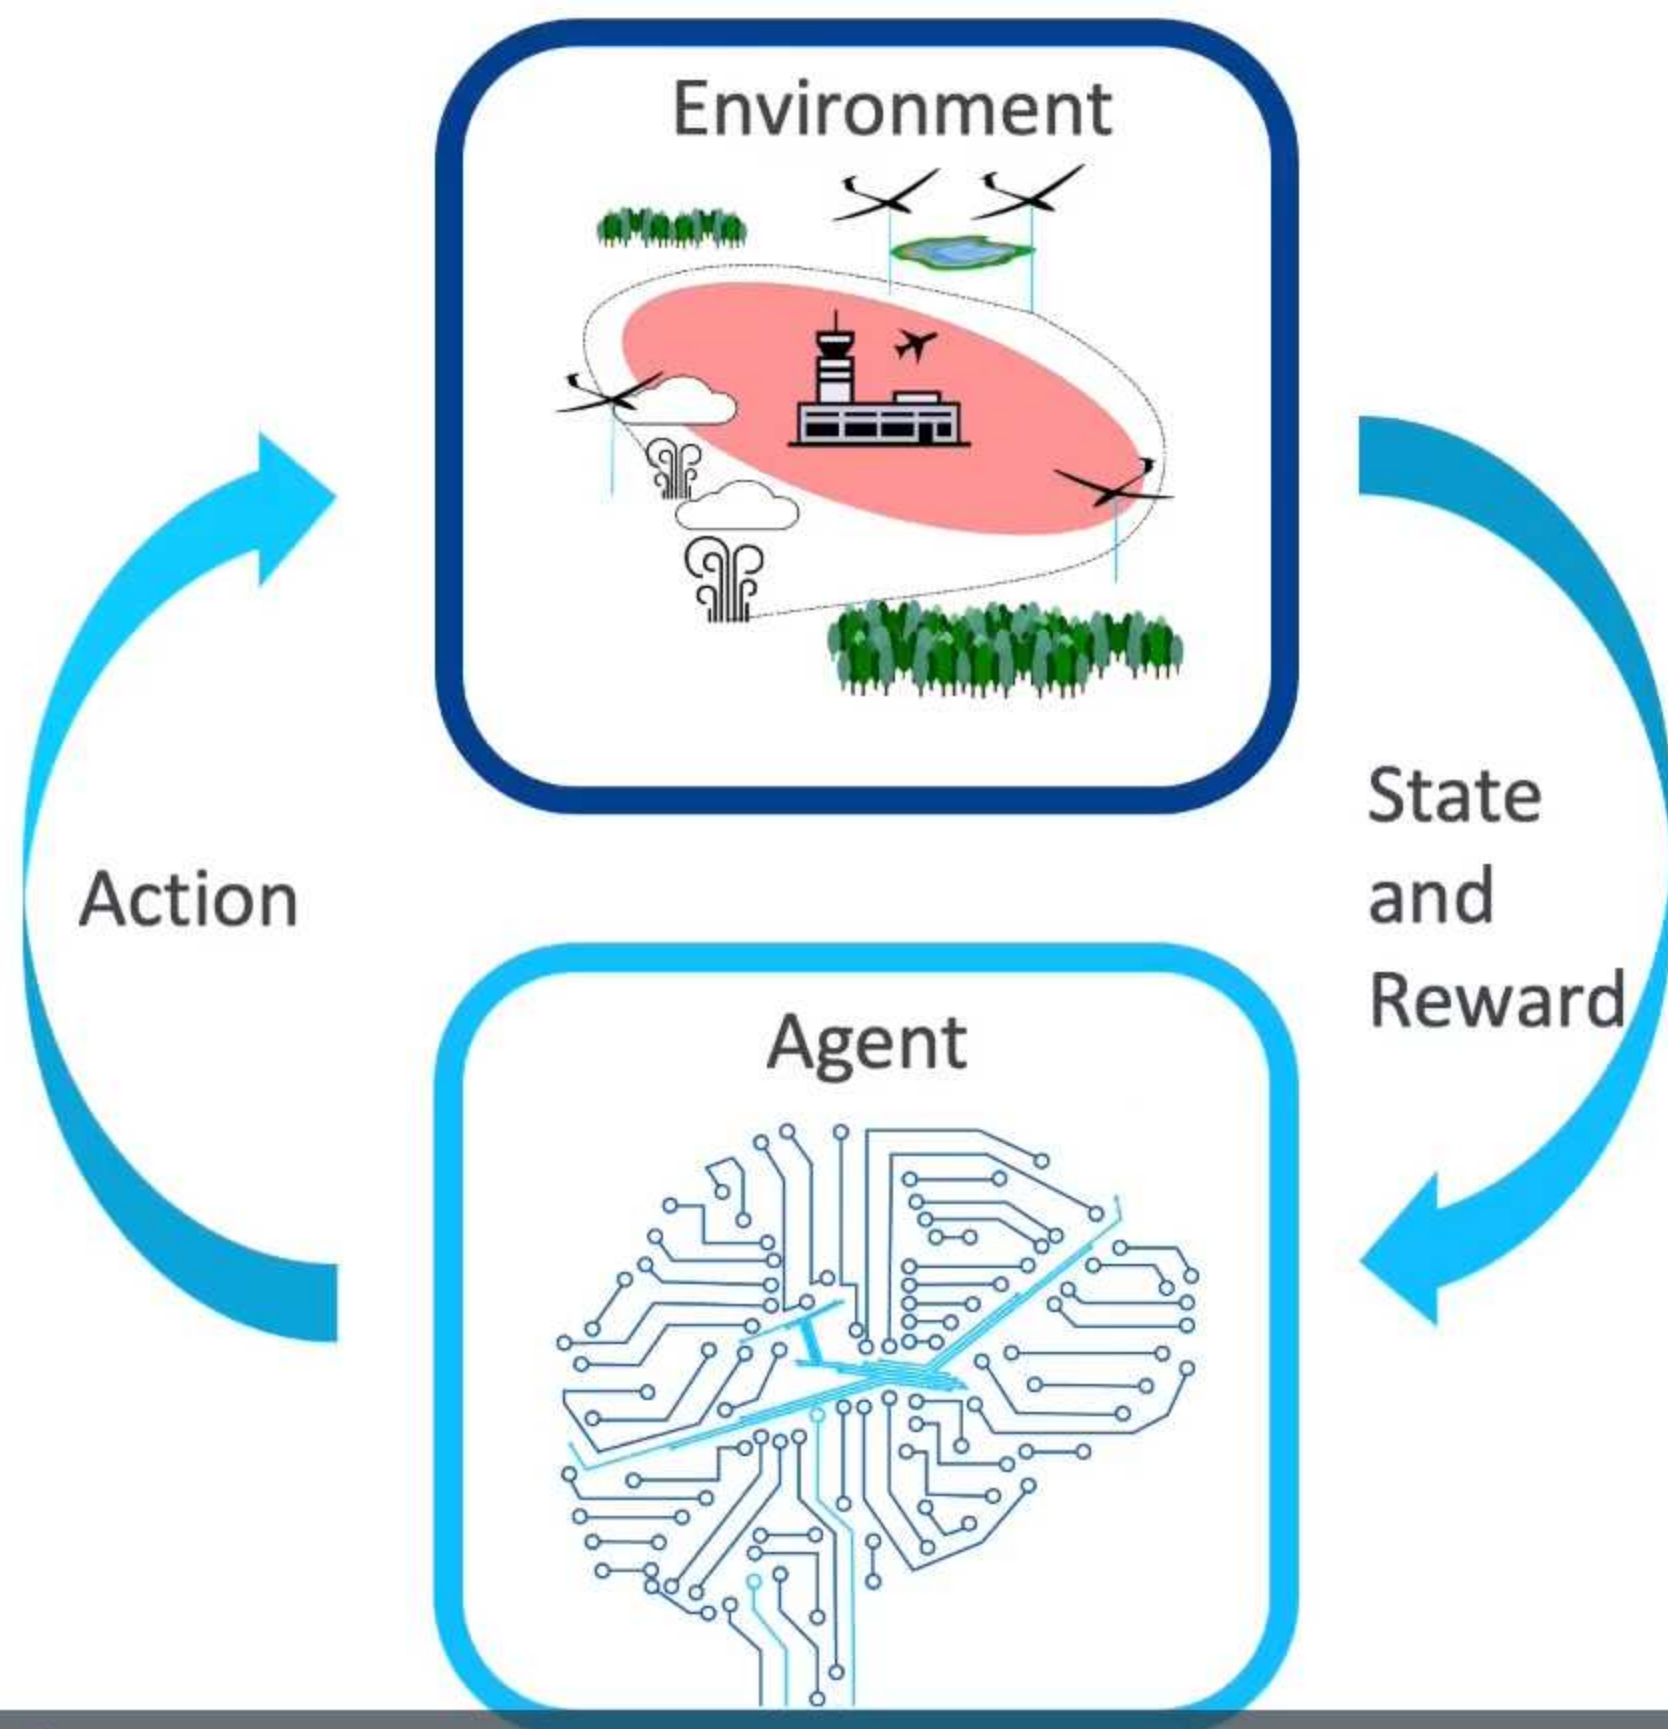 Environment
Action
State
and
Reward
Agent